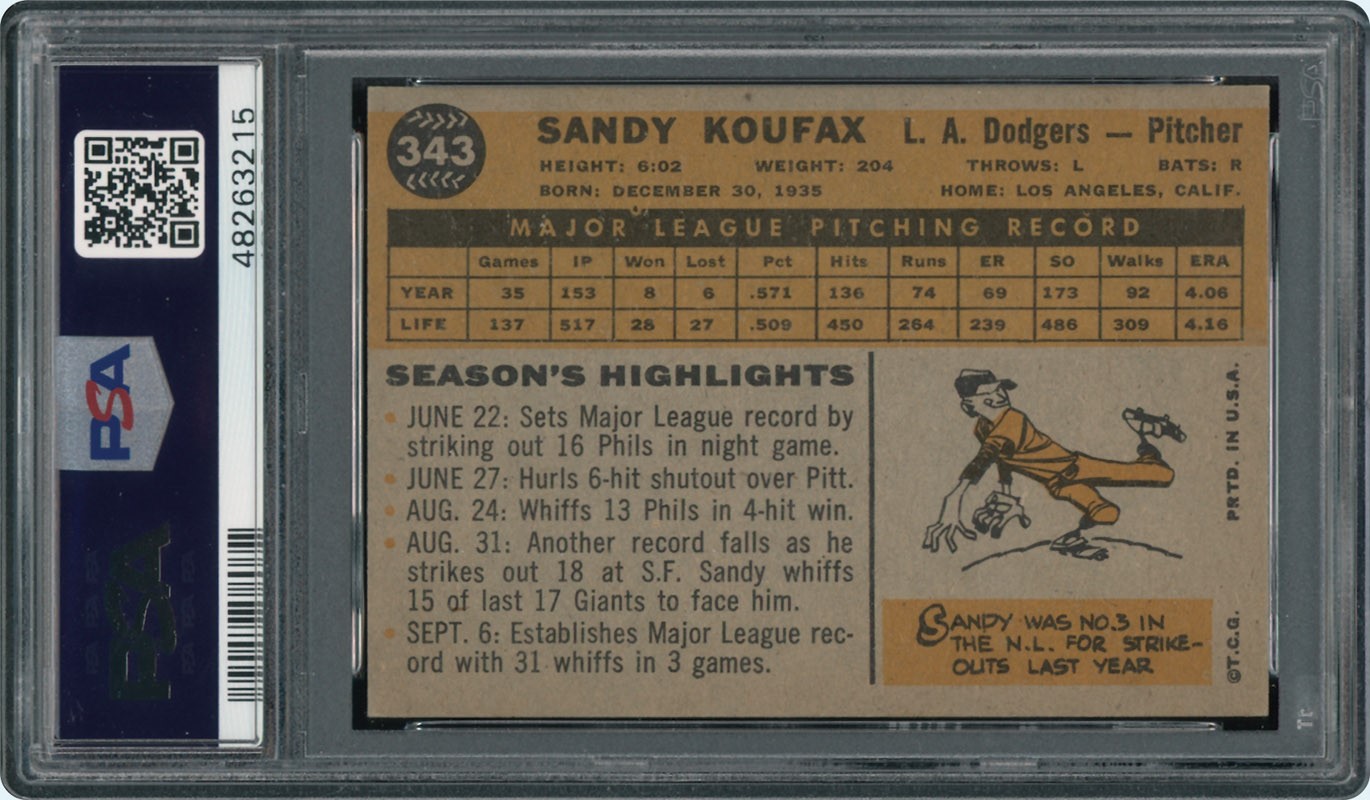 48262321​5
PSA
PSA
343
SANDY KOUFAX L. A. Dodgers — Pitcher
HEIGHT: 6:02 WEIGHT: 204 THROWS: L BATS: R
BORN: DECEMBER 30, 1935 HOME: LOS ANGELES, CALIF.
MAJOR LEAGUE PITCHING RECORD
Games IP Won Lost Pct Hits Runs ER SO Walks ERA
YEAR 35 153 8 6 .571 136 74 69 173 92 4.06
LIFE 137 517 28 27 .509 450 264 239 486 309 4.16
SEASON'S HIGHLIGHTS
• JUNE 22: Sets Major League record by
striking out 16 Phils in night game.
• JUNE 27: Hurls 6-hit shutout over Pitt.
• AUG. 24: Whiffs 13 Phils in 4-hit win.
• AUG. 31: Another record falls as he
strikes out 18 at S.F. Sandy whiffs
15 of last 17 Giants to face him.
• SEPT. 6: Establishes Major League rec-
ord with 31 whiffs in 3 games.
SANDY WAS NO.3 IN
THE N.L. FOR STRIKE-
OUTS LAST YEAR
©T.C.G. PRTD. IN U.S.A.
PSA